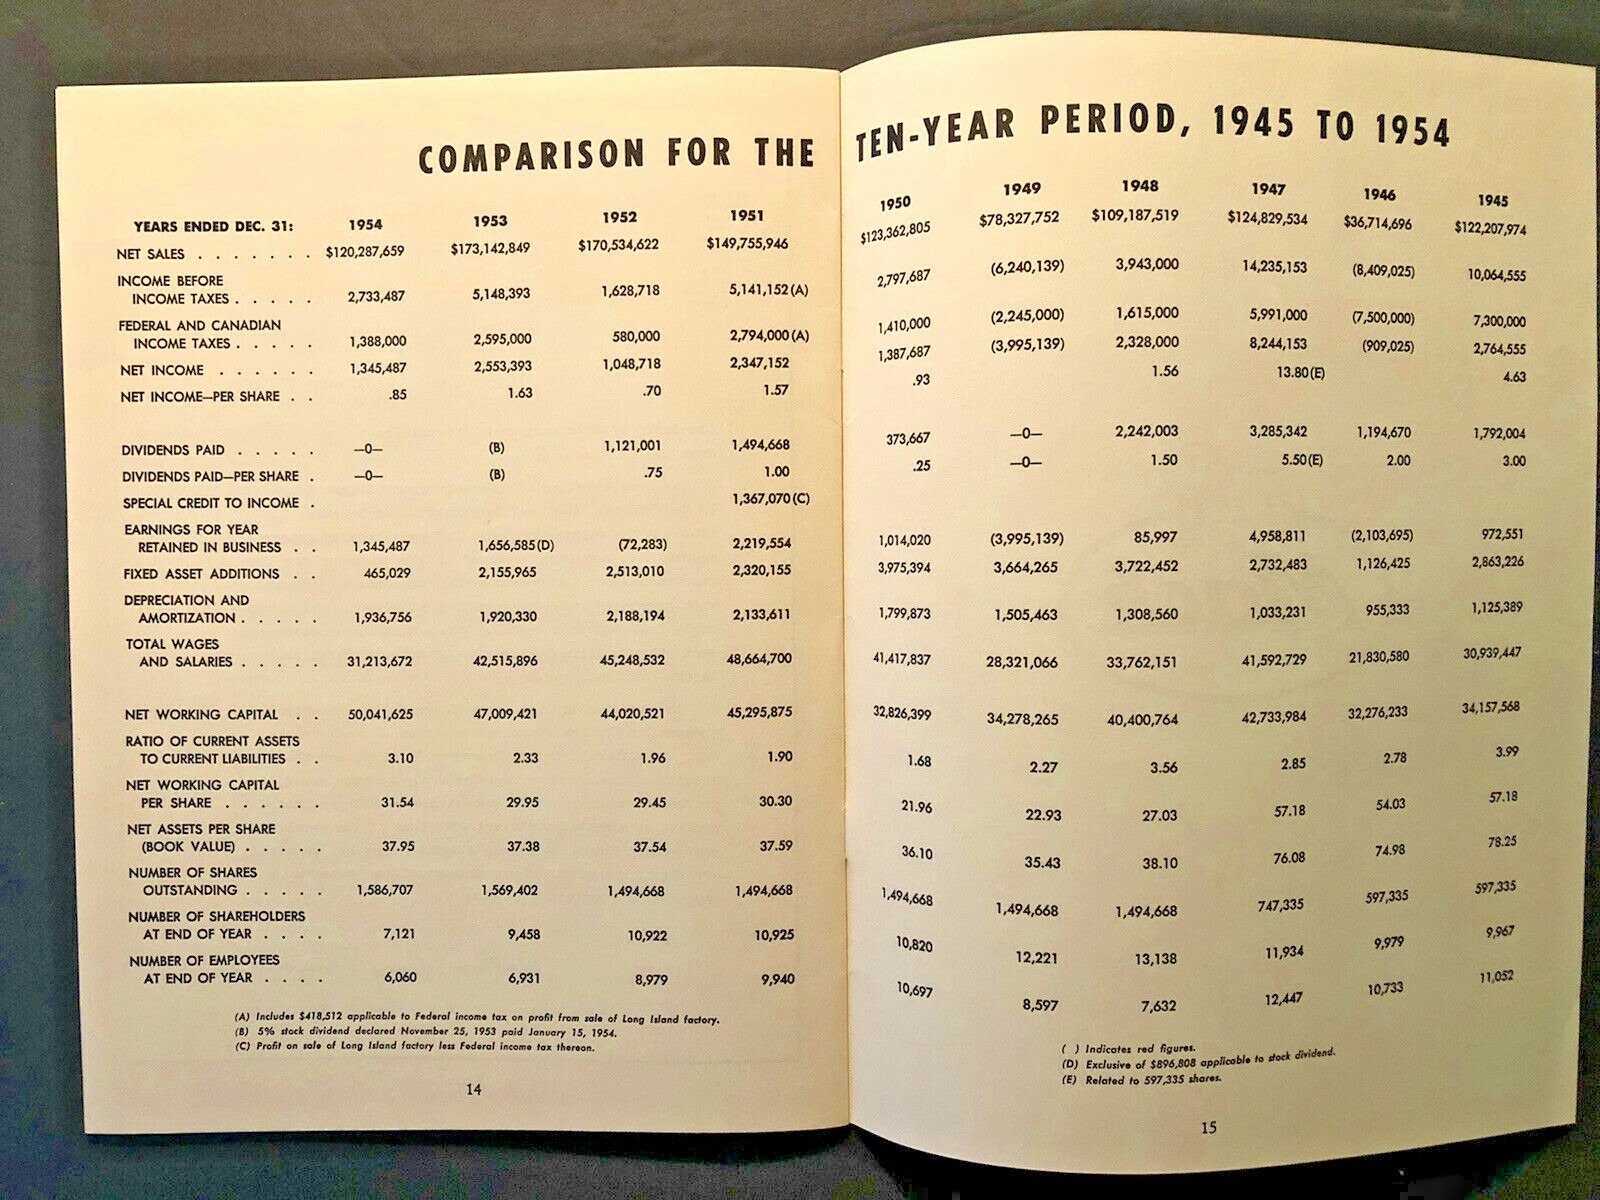 COMPARISON FOR THE TEN-YEAR PERIOD, 1945 TO 1954
YEARS ENDED DEC. 31: 1954 1953 1952 1951 1950 1949 1948 1947 1946 1945
NET SALES . . . . . . . $120,287,659 $173,142,849 $170,534,622 $149,755,946 $123,362,805 $78,327,752 $109,187,519 $124,829,534 $36,714,696 $122,207,974
INCOME BEFORE
INCOME TAXES . . . . . 2,733,487 5,148,393 1,628,718 5,141,152(A) 2,797,687 (6,240,139) 3,943,000 14,235,153 (8,409,025) 10,064,555
FEDERAL AND CANADIAN
INCOME TAXES . . . . . 1,388,000 2,595,000 580,000 2,794,000(A) 1,410,000 (2,245,000) 1,615,000 5,991,000 (7,500,000) 7,300,000
NET INCOME . . . . . . 1,345,487 2,553,393 1,048,718 2,347,152 1,387,687 (3,995,139) 2,328,000 8,244,153 (909,025) 2,764,555
NET INCOME—PER SHARE . . .85 1.63 .70 1.57 .93 1.56 13.80(E) 4.63
DIVIDENDS PAID . . . . . —0— (B) 1,121,001 1,494,668 373,667 —0— 2,242,003 3,285,342 1,194,670 1,792,004
DIVIDENDS PAID—PER SHARE . —0— (B) .75 1.00 .25 —0— 1.50 5.50(E) 2.00 3.00
SPECIAL CREDIT TO INCOME . 1,367,070(C)
EARNINGS FOR YEAR
RETAINED IN BUSINESS . . 1,345,487 1,656,585(D) (72,283) 2,219,554 1,014,020 (3,995,139) 85,997 4,958,811 (2,103,695) 972,551
FIXED ASSET ADDITIONS . . 465,029 2,155,965 2,513,010 2,320,155 3,975,394 3,664,265 3,722,452 2,732,483 1,126,425 2,863,226
DEPRECIATION AND
AMORTIZATION . . . . . 1,936,756 1,920,330 2,188,194 2,133,611 1,799,873 1,505,463 1,308,560 1,033,231 955,333 1,125,389
TOTAL WAGES
AND SALARIES . . . . . 31,213,672 42,515,896 45,248,532 48,664,700 41,417,837 28,321,066 33,762,151 41,592,729 21,830,580 30,939,447
NET WORKING CAPITAL . . 50,041,625 47,009,421 44,020,521 45,295,875 32,826,399 34,278,265 40,400,764 42,733,984 32,276,233 34,157,568
RATIO OF CURRENT ASSETS
TO CURRENT LIABILITIES . . 3.10 2.33 1.96 1.90 1.68 2.27 3.56 2.85 2.78 3.99
NET WORKING CAPITAL
PER SHARE . . . . . . 31.54 29.95 29.45 30.30 21.96 22.93 27.03 57.18 54.03 57.18
NET ASSETS PER SHARE
(BOOK VALUE) . . . . . 37.95 37.38 37.54 37.59 36.10 35.43 38.10 76.08 74.98 78.25
NUMBER OF SHARES
OUTSTANDING . . . . . 1,586,707 1,569,402 1,494,668 1,494,668 1,494,668 1,494,668 1,494,668 747,335 597,335 597,335
NUMBER OF SHAREHOLDERS
AT END OF YEAR . . . . 7,121 9,458 10,922 10,925 10,820 12,221 13,138 11,934 9,979 9,967
NUMBER OF EMPLOYEES
AT END OF YEAR . . . . 6,060 6,931 8,979 9,940 10,697 8,597 7,632 12,447 10,733 11,052
(A) Includes $418,512 applicable to Federal income tax on profit from sale of Long Island factory.
(B) 5% stock dividend declared November 25, 1953 paid January 15, 1954.
(C) Profit on sale of Long Island factory less Federal income tax thereon.
14
( ) Indicates red figures.
(D) Exclusive of $896,808 applicable to stock dividend.
(E) Related to 597,335 shares.
15